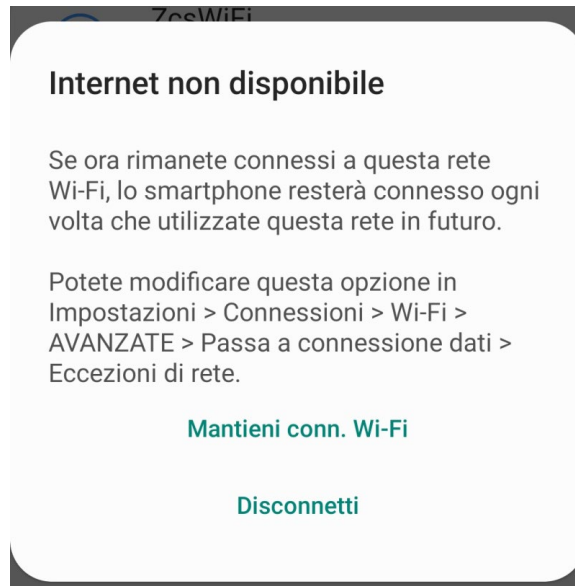 ZcsWiFi
Internet non disponibile
Se ora rimanete connessi a questa rete
Wi-Fi, lo smartphone resterà connesso ogni
volta che utilizzate questa rete in futuro.
Potete modificare questa opzione in
Impostazioni > Connessioni > Wi-Fi >
AVANZATE > Passa a connessione dati >
Eccezioni di rete.
Mantieni conn. Wi-Fi
Disconnetti